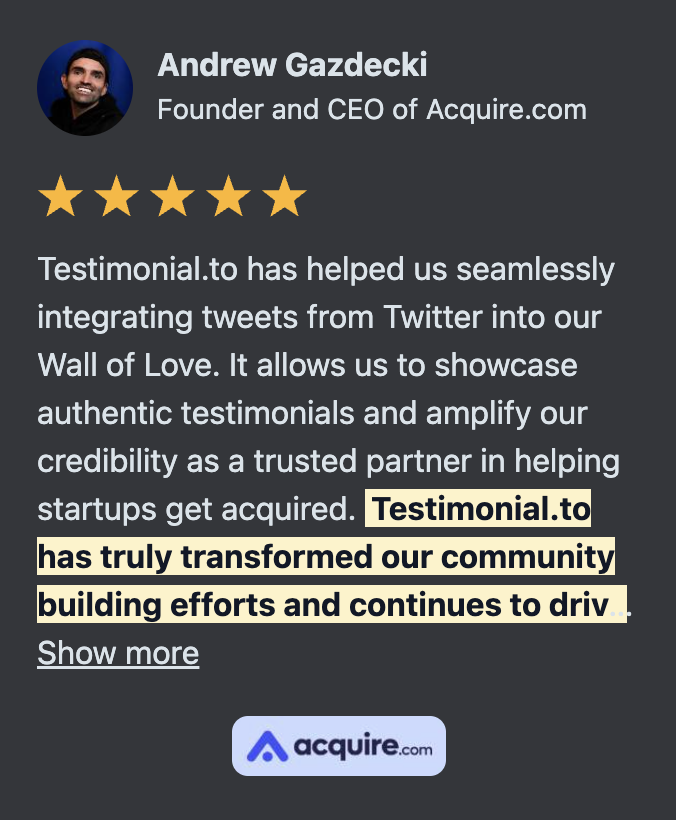 Andrew Gazdecki
Founder and CEO of Acquire.com
Testimonial.to has helped us seamlessly
integrating tweets from Twitter into our
Wall of Love. It allows us to showcase
authentic testimonials and amplify our
credibility as a trusted partner in helping
startups get acquired. Testimonial.to
has truly transformed our community
building efforts and continues to driv...
Show more
acquire.com